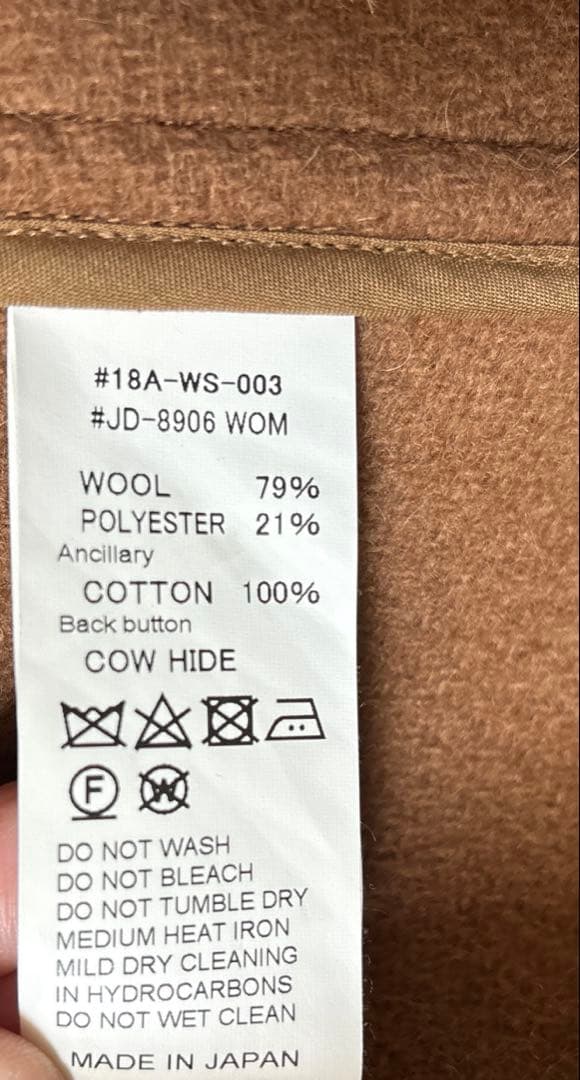 #18A-WS-003
#JD-8906 WOM
WOOL 79%
POLYESTER 21%
Ancillary
COTTON 100%
Back button
COW HIDE
F W
DO NOT WASH
DO NOT BLEACH
DO NOT TUMBLE DRY
MEDIUM HEAT IRON
MILD DRY CLEANING
IN HYDROCARBONS
DO NOT WET CLEAN
MADE IN JAPAN